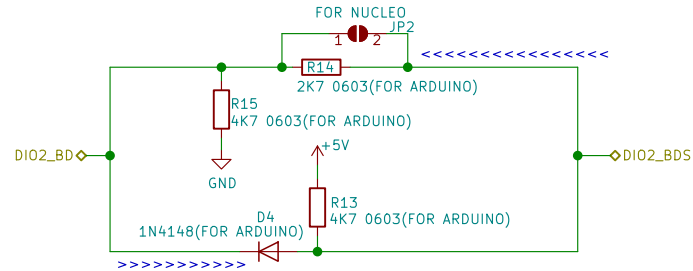 FOR NUCLEO
JP2
1 2
<<<<<<<<<<<<<<<<
R14
2K7 0603(FOR ARDUINO)
R15
4K7 0603(FOR ARDUINO)
+5V
DIO2_BD
DIO2_BDS
GND
R13
4K7 0603(FOR ARDUINO)
D4
1N4148(FOR ARDUINO)
>>>>>>>>>>>